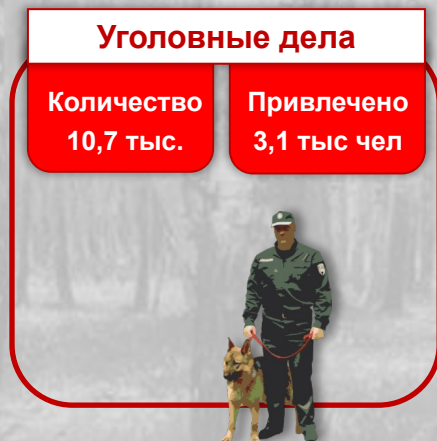 Уголовные дела
Количество
10,7 тыс.
Привлечено
3,1 тыс чел